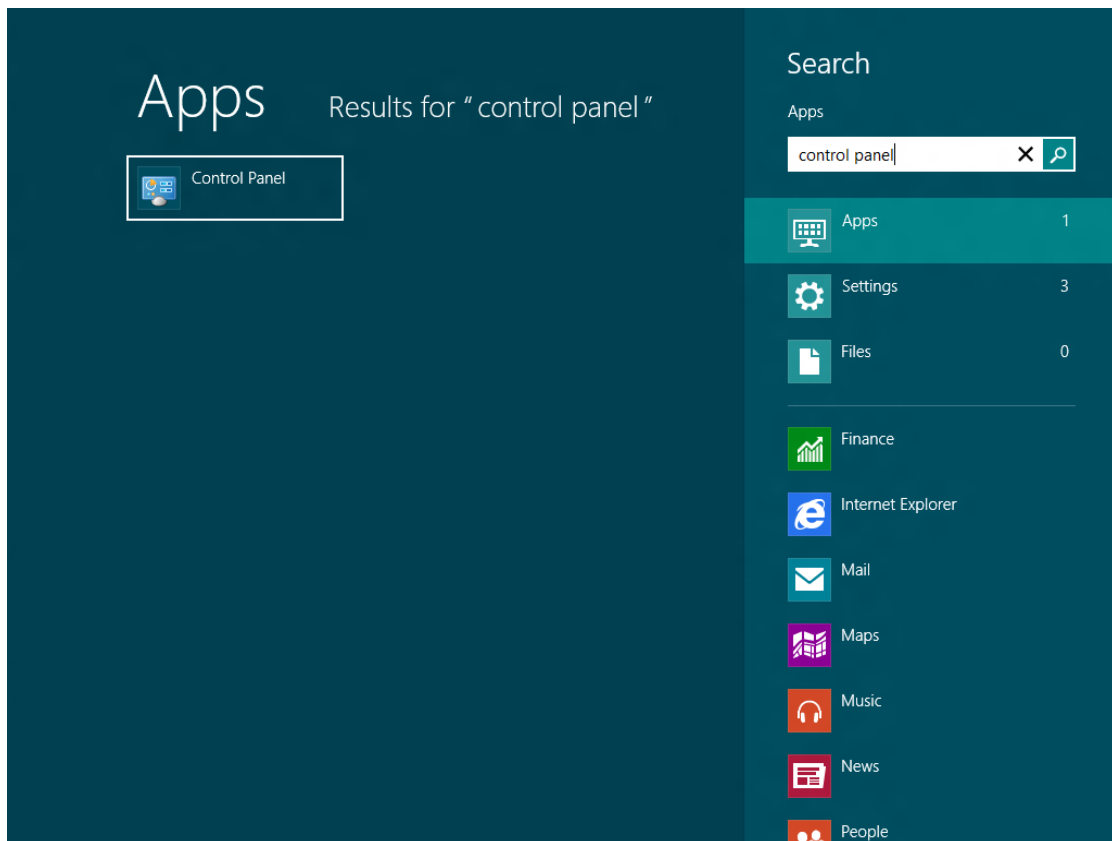 Apps
Results for “control panel”
Control Panel
Search
Apps
control panel
Apps 1
Settings 3
Files 0
Finance
Internet Explorer
Mail
Maps
Music
News
People